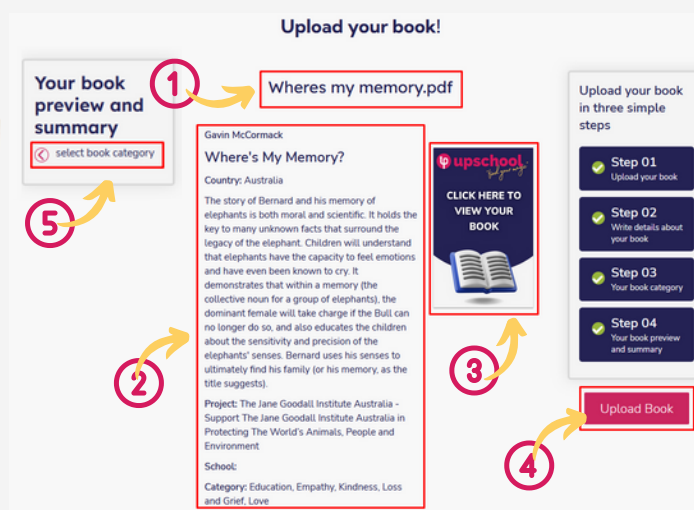 Upload your book!
Your book
preview and
summary
select book category
5
1
Wheres my memory.pdf
Gavin McCormack
Where's My Memory?
Country: Australia
The story of Bernard and his memory of
elephants is both moral and scientific. It holds the
key to many unknown facts that surround the
legacy of the elephant. Children will understand
that elephants have the capacity to feel emotions
and have even been known to cry. It
demonstrates that within a memory (the
collective noun for a group of elephants), the
dominant female will take charge if the Bull can
no longer do so, and also educates the children
about the sensitivity and precision of the
elephants' senses. Bernard uses his senses to
ultimately find his family (or his memory, as the
title suggests).
Project: The Jane Goodall Institute Australia -
Support The Jane Goodall Institute Australia in
Protecting The World's Animals, People and
Environment
School:
Category: Education, Empathy, Kindness, Loss
and Grief, Love
2
upschool
CLICK HERE TO
VIEW YOUR
BOOK
3
Upload your book
in three simple
steps
Step 01
Upload your book
Step 02
Write details about
your book
Step 03
Your book category
Step 04
Your book preview
and summary
Upload Book
4